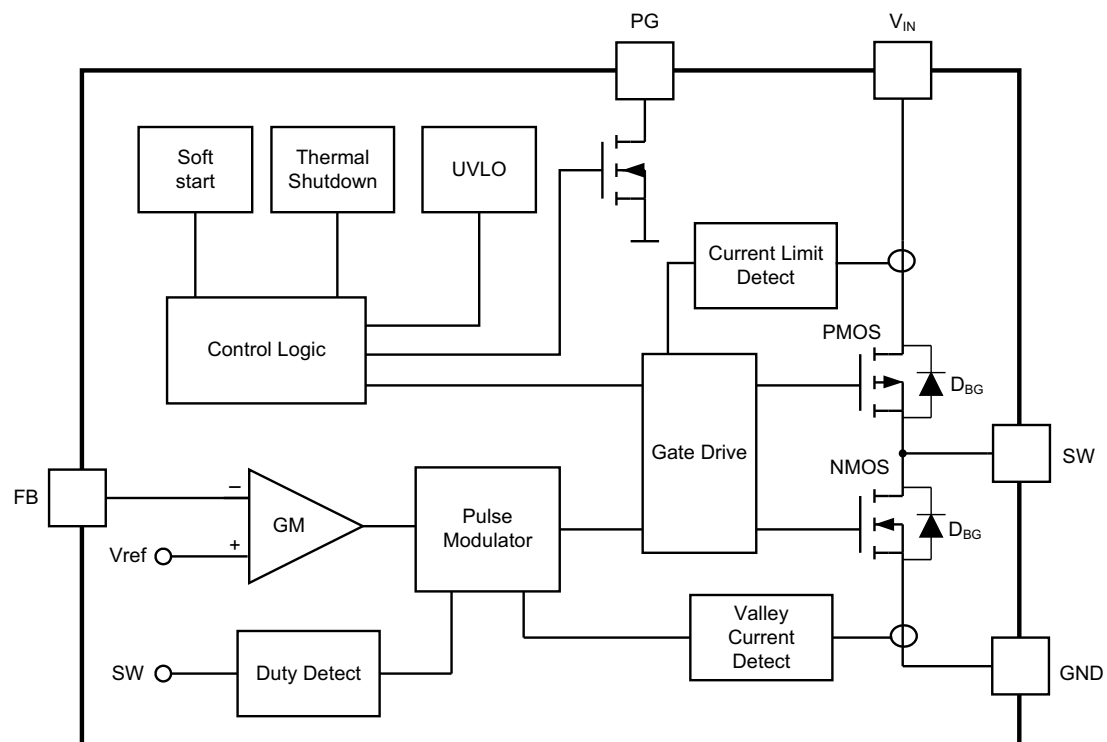 PG
V_IN
Soft
start
Thermal
Shutdown
UVLO
Current Limit
Detect
PMOS
Control Logic
D_BG
Gate Drive
SW
NMOS
FB
−
GM
Pulse
Modulator
D_BG
Vref
+
Valley
Current
Detect
SW
Duty Detect
GND